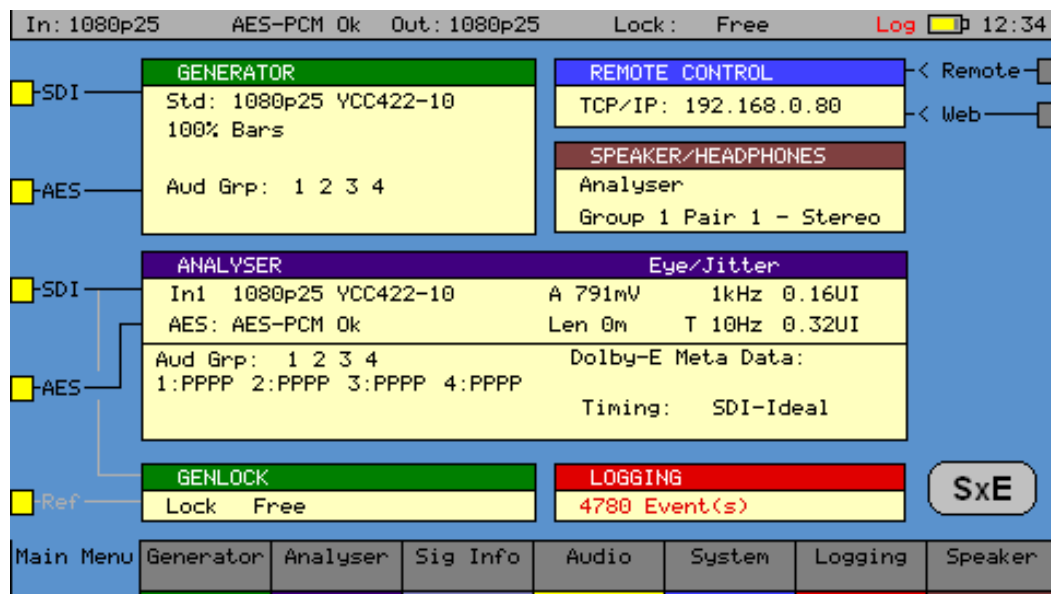 In: 1080p25 AES-PCM Ok Out: 1080p25 Lock: Free Log 12:34
GENERATOR
SDI
Std: 1080p25 YCC422-10
100% Bars
AES
Aud Grp: 1 2 3 4
REMOTE CONTROL
TCP/IP: 192.168.0.80
< Remote
< Web
SPEAKER/HEADPHONES
Analyser
Group 1 Pair 1 - Stereo
ANALYSER Eye/Jitter
SDI
In1 1080p25 YCC422-10 A 791mV 1kHz 0.16UI
AES: AES-PCM Ok Len 0m T 10Hz 0.32UI
Aud Grp: 1 2 3 4 Dolby-E Meta Data:
AES
1:PPPP 2:PPPP 3:PPPP 4:PPPP
Timing: SDI-Ideal
GENLOCK
Ref
Lock Free
LOGGING
4780 Event(s)
SxE
Main Menu Generator Analyser Sig Info Audio System Logging Speaker